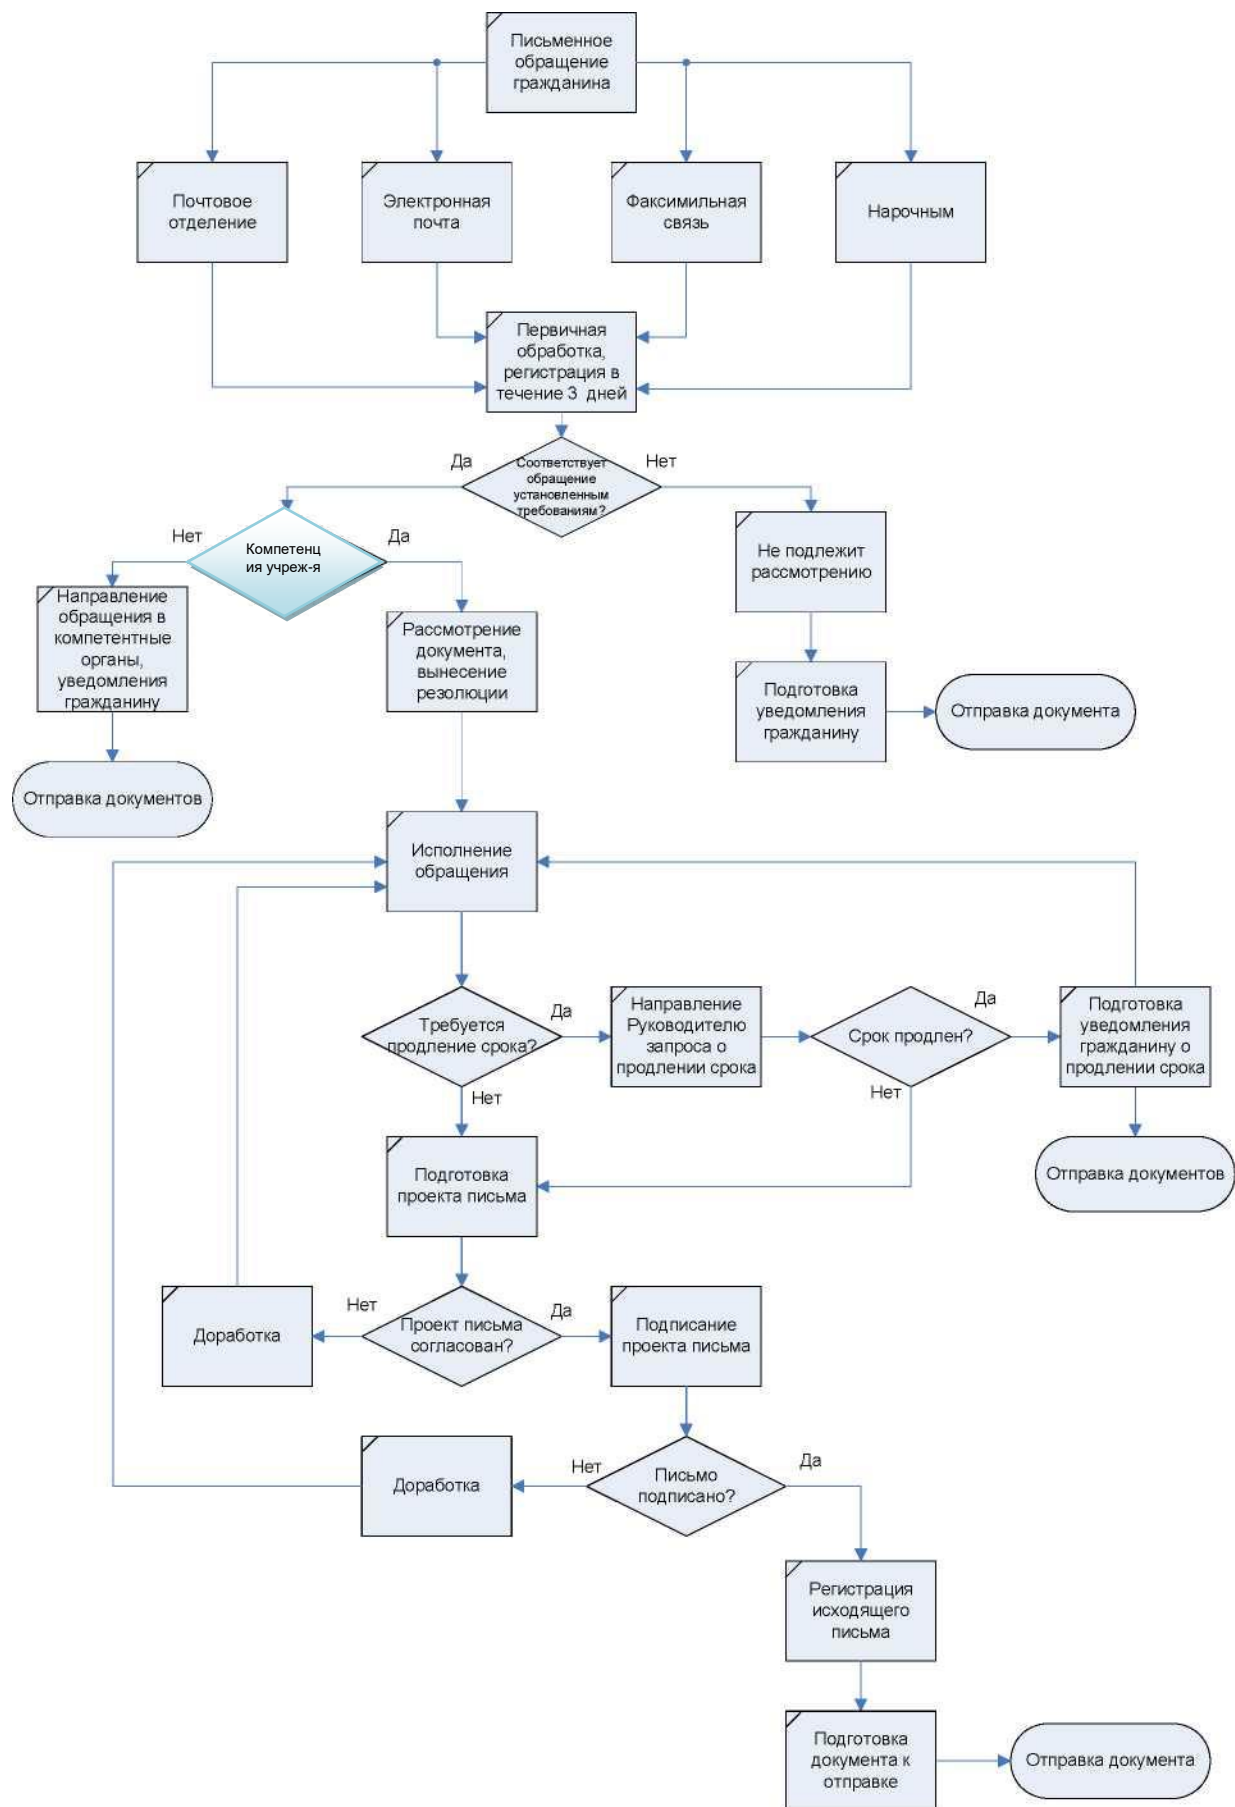 Письменное
обращение
гражданина
Почтовое
отделение
Электронная
почта
Факсимильная
связь
Нарочным
Первичная
обработка,
регистрация в
течение 3 дней
Да
Нет
Соответствует
обращение
установленным
требованиям?
Нет
Да
Компетенц
ия учреж-я
Не подлежит
рассмотрению
Направление
обращения в
компетентные
органы,
уведомления
гражданину
Рассмотрение
документа,
вынесение
резолюции
Подготовка
уведомления
гражданину
Отправка документа
Отправка документов
Исполнение
обращения
Требуется
продление срока?
Да
Направление
Руководителю
запроса о
продлении срока
Срок продлен?
Да
Подготовка
уведомления
гражданину о
продлении срока
Нет
Нет
Подготовка
проекта письма
Отправка документов
Доработка
Нет
Проект письма
согласован?
Да
Подписание
проекта письма
Доработка
Нет
Письмо
подписано?
Да
Регистрация
исходящего
письма
Подготовка
документа к
отправке
Отправка документа